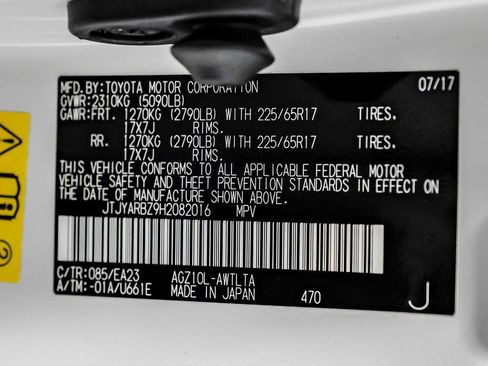 MFD.BY:TOYOTA MOTOR CORPORATION 07/17
GVWR:2310KG (5090LB)
GAWR:FRT. 1270KG (2790LB) WITH 225/65R17 TIRES,
17X7J RIMS.
RR. 1270KG (2790LB) WITH 225/65R17 TIRES,
17X7J RIMS.
THIS VEHICLE CONFORMS TO ALL APPLICABLE FEDERAL MOTOR
VEHICLE SAFETY AND THEFT PREVENTION STANDARDS IN EFFECT ON
THE DATE OF MANUFACTURE SHOWN ABOVE.
JTJYARBZ9H2082016 MPV
C/TR:085/EA23 AGZ10L-AWTLTA
A/TM:-01A/U661E MADE IN JAPAN 470 J
2